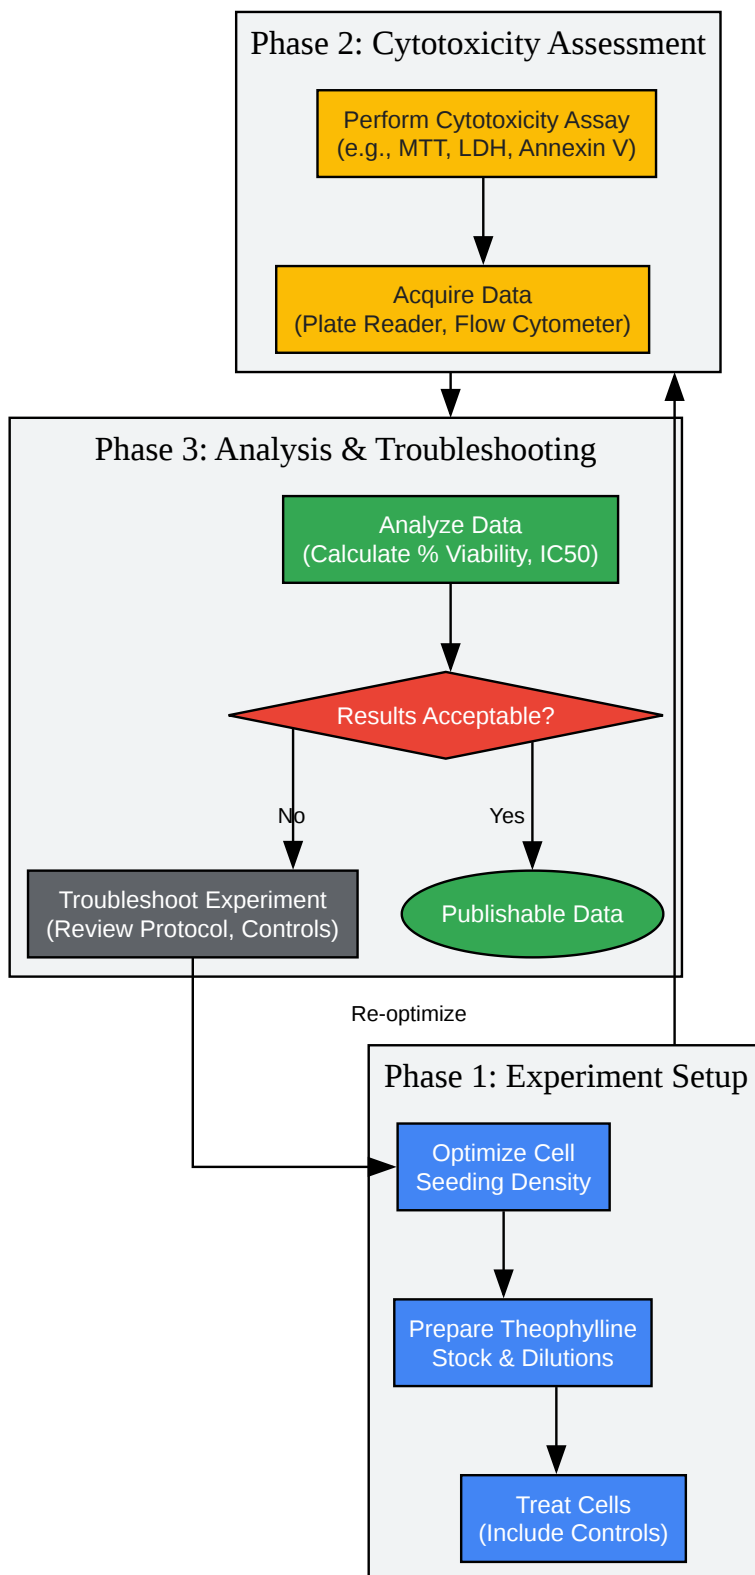 Phase 2: Cytotoxicity Assessment
Perform Cytotoxicity Assay
(e.g., MTT, LDH, Annexin V)
Acquire Data
(Plate Reader, Flow Cytometer)
Phase 3: Analysis & Troubleshooting
Analyze Data
(Calculate % Viability, IC50)
Results Acceptable?
No
Yes
Troubleshoot Experiment
(Review Protocol, Controls)
Publishable Data
Re-optimize
Phase 1: Experiment Setup
Optimize Cell
Seeding Density
Prepare Theophylline
Stock & Dilutions
Treat Cells
(Include Controls)